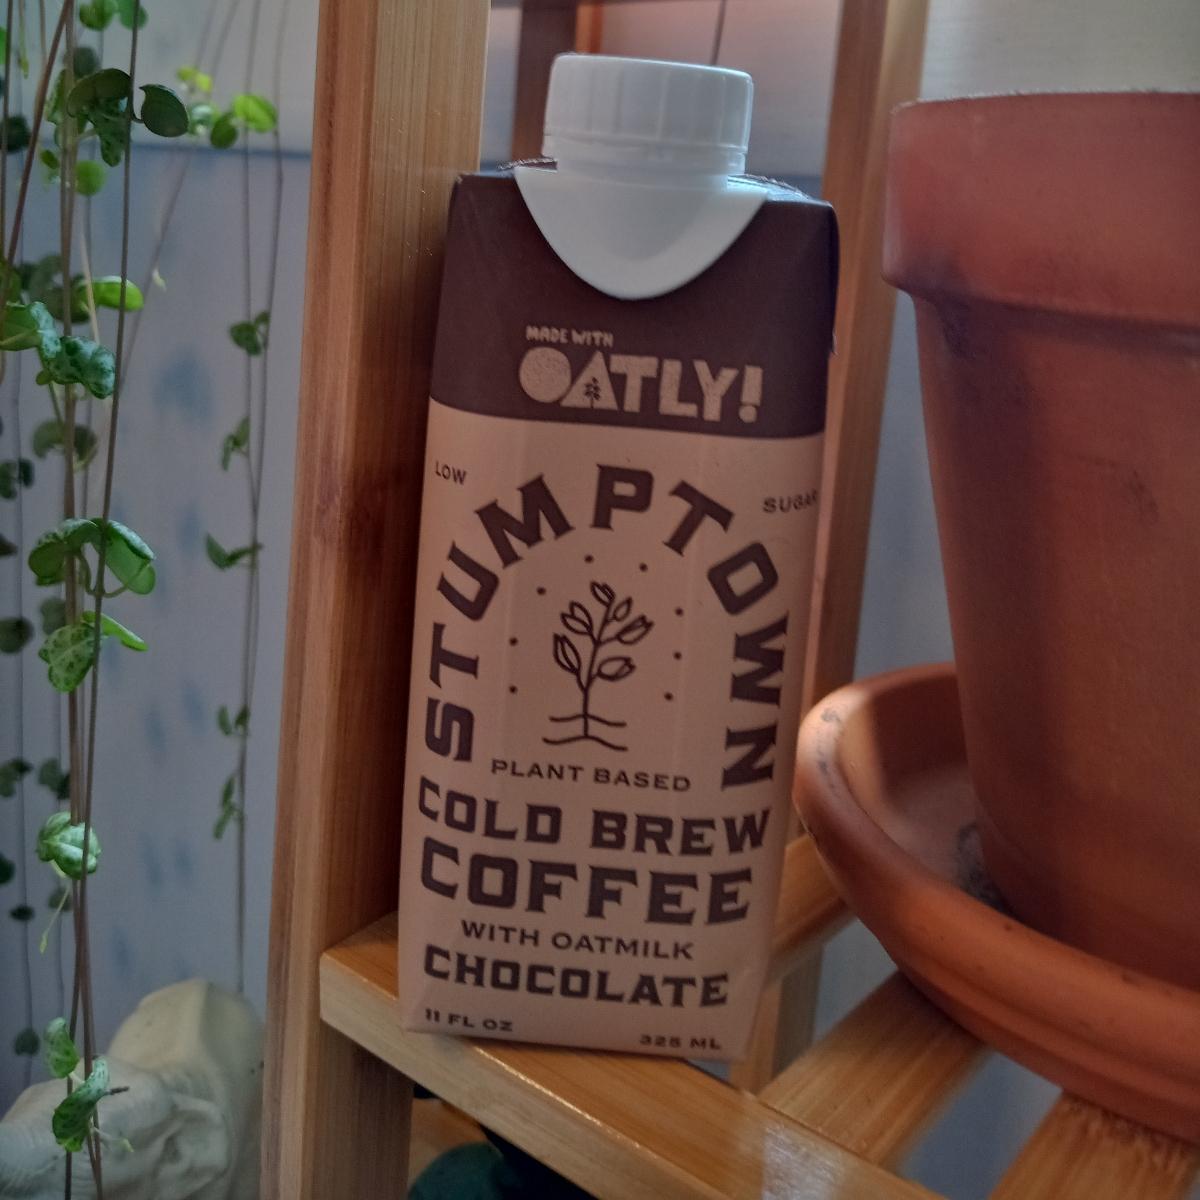 MADE WITH
OATLY!
LOW
SUGAR
STUMPTOWN
PLANT BASED
COLD BREW
COFFEE
WITH OATMILK
CHOCOLATE
11 FL OZ
325 ML